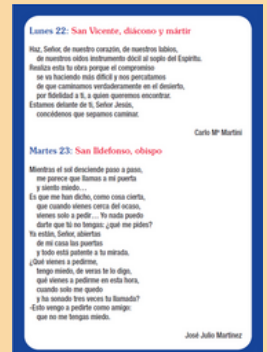 Lunes 22: San Vicente, diácono y mártir
Haz, Señor, de nuestro corazón, de nuestros labios,
de nuestros oídos instrumento dócil al soplo del Espíritu.
Realiza esta tu obra porque el compromiso
se va haciendo más difícil y nos percatamos
de que caminamos verdaderamente en el desierto,
por fidelidad a ti, a quien queremos encontrar.
Estamos delante de ti, Señor Jesús,
concédenos que sepamos caminar.
Carlo Mª Martini
Martes 23: San Ildefonso, obispo
Mientras el sol desciende paso a paso,
me parece que llamas a mi puerta
y siento miedo…
Es que me han dicho, como cosa cierta,
que cuando vienes cerca del ocaso,
vienes solo a pedir… Yo nada puedo
darte que tú no tengas: ¿qué me pides?
Ya están, Señor, abiertas
de mi casa las puertas
y todo está patente a tu mirada,
¿Qué vienes a pedirme,
tengo miedo, de veras te lo digo,
qué vienes a pedirme en esta hora,
cuando solo me quedo
y ha sonado tres veces tu llamada?
-Esto vengo a pedirte como amigo:
que no me tengas miedo.
José Julio Martínez